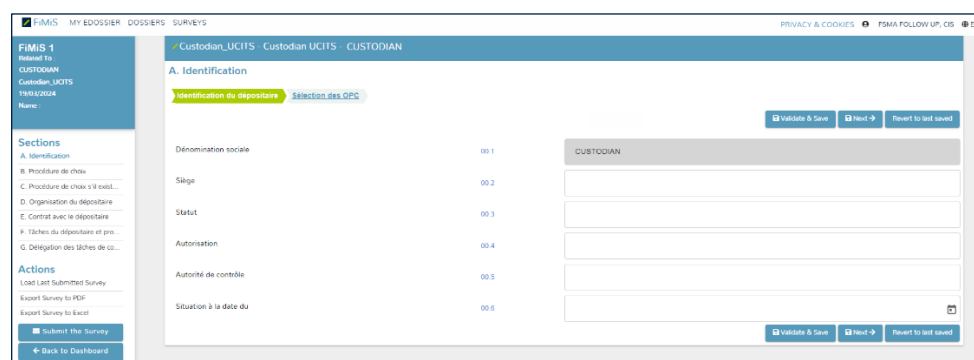 FiMiS MY EDOSSIER DOSSIERS SURVEYS
PRIVACY & COOKIES FSMA FOLLOW UP, CIS
FiMiS 1
Related To :
CUSTODIAN
Custodian_UCITS
19/03/2024
Name :
Sections
A. Identification
B. Procédure de choix
C. Procédure de choix s'il exist...
D. Organisation du dépositaire
E. Contrat avec le dépositaire
F. Tâches du dépositaire et pro...
G. Délégation des tâches de co...
Actions
Load Last Submitted Survey
Export Survey to PDF
Export Survey to Excel
Submit the Survey
Back to Dashboard
Custodian_UCITS - Custodian UCITS - CUSTODIAN
A. Identification
Identification du dépositaire Sélection des OPC
Validate & Save Next Revert to last saved
Dénomination sociale 00.1 CUSTODIAN
Siège 00.2
Statut 00.3
Autorisation 00.4
Autorité de contrôle 00.5
Situation à la date du 00.6
Validate & Save Next Revert to last saved